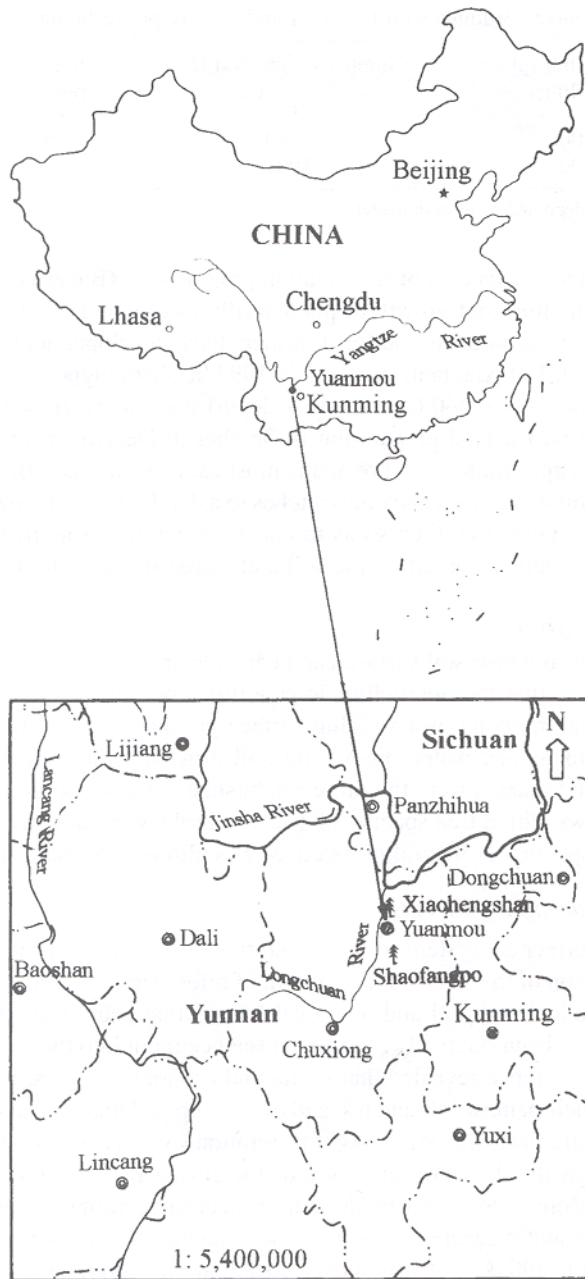 Beijing
CHINA
Lhasa
Chengdu
Yangtze
River
Yuanmou
Kunming
Lijiang
Sichuan
N
Lancang River
Jinsha River
Panzhihua
Dongchuan
Xiaohengshan
Yuanmou
Dali
Baoshan
River
Longchuan
Shaofangpo
Yunnan
Kunming
Chuxiong
Yuxi
Lincang
1: 5,400,000